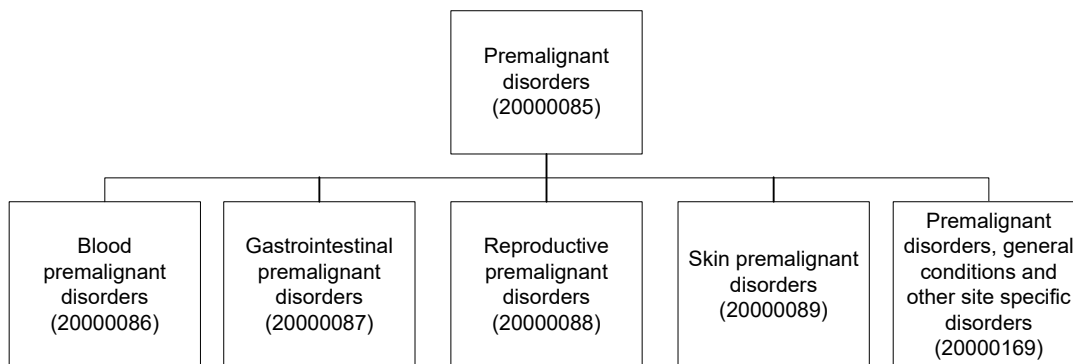 Premalignant
disorders
(20000085)
Blood
premalignant
disorders
(20000086)
Gastrointestinal
premalignant
disorders
(20000087)
Reproductive
premalignant
disorders
(20000088)
Skin premalignant
disorders
(20000089)
Premalignant
disorders, general
conditions and
other site specific
disorders
(20000169)